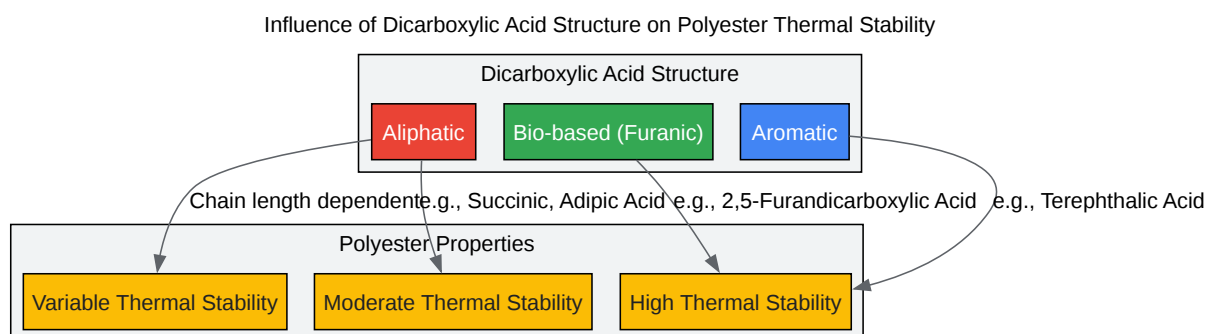 Influence of Dicarboxylic Acid Structure on Polyester Thermal Stability
Dicarboxylic Acid Structure
Aliphatic
Bio-based (Furanic)
Aromatic
Chain length dependent
e.g., Succinic, Adipic Acid
e.g., 2,5-Furandicarboxylic Acid
e.g., Terephthalic Acid
Polyester Properties
Variable Thermal Stability
Moderate Thermal Stability
High Thermal Stability